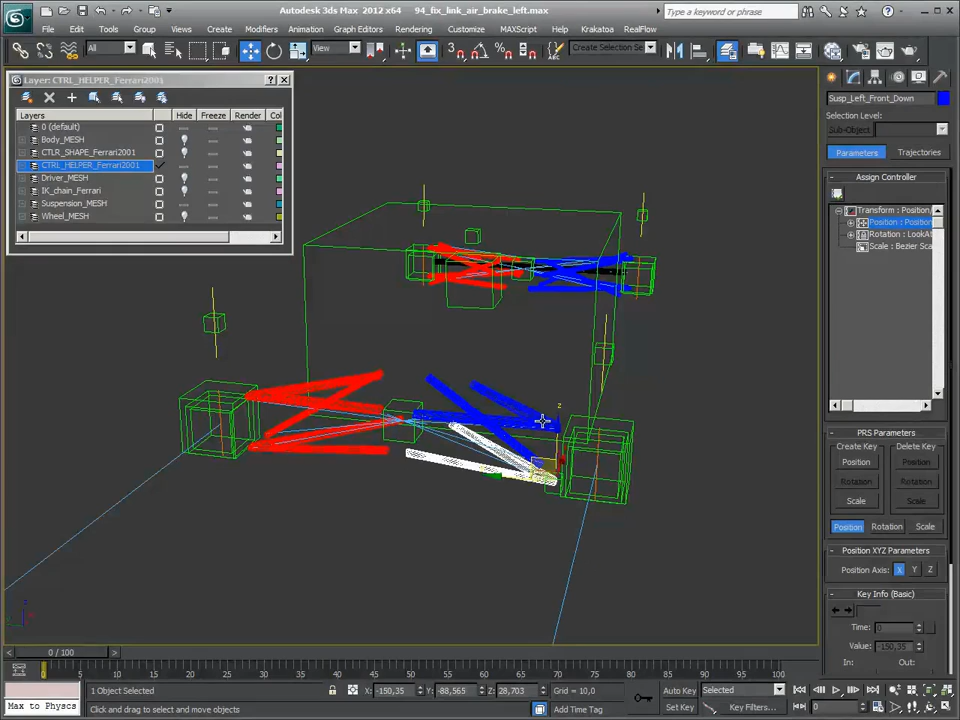 Autodesk 3ds Max 2012 x64     94_fix_link_air_brake_left.max
Type a keyword or phrase
Edit Tools Group Views Create Modifiers Animation Graph Editors Rendering Customize MAXScript Help Krakatoa RealFlow
All View Create Selection Se
Layer: CTRL_HELPER_Ferrari2001
Layers Hide Freeze Render Col
0 (default)
Body_MESH
CTLR_SHAPE_Ferrari2001
CTRL_HELPER_Ferrari2001
Driver_MESH
IK_chain_Ferrari
Suspension_MESH
Wheel_MESH
Susp_Left_Front_Down
Selection Level:
Sub-Object
Parameters Trajectories
Assign Controller
Transform : Position
Position : Position
Rotation : LookAt
Scale : Bezier Sca
PRS Parameters
Create Key Delete Key
Position Position
Rotation Rotation
Scale Scale
Position Rotation Scale
Position XYZ Parameters
Position Axis: X Y Z
Key Info (Basic)
Time: 0
Value: -150,35
In: Out:
z
0 / 100
0 5 10 15 20 25 30 35 40 45 50 55 60 65 70 75 80 85 90 95 100
1 Object Selected X: -150,35 Y: -88,565 Z: 28,703 Grid = 10,0 Auto Key Selected
Max to Physics Click and drag to select and move objects Add Time Tag Set Key Key Filters... 0